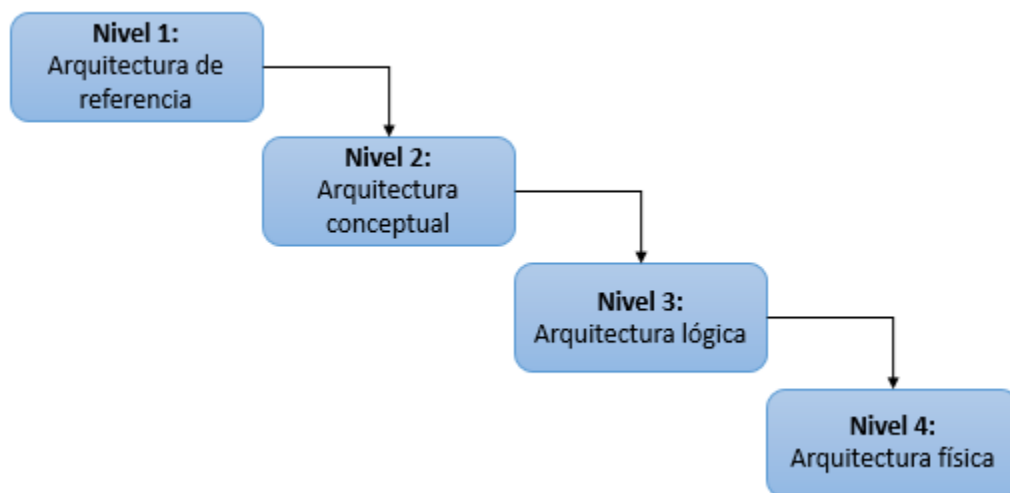 Nivel 1:
Arquitectura de
referencia
Nivel 2:
Arquitectura
conceptual
Nivel 3:
Arquitectura lógica
Nivel 4:
Arquitectura física